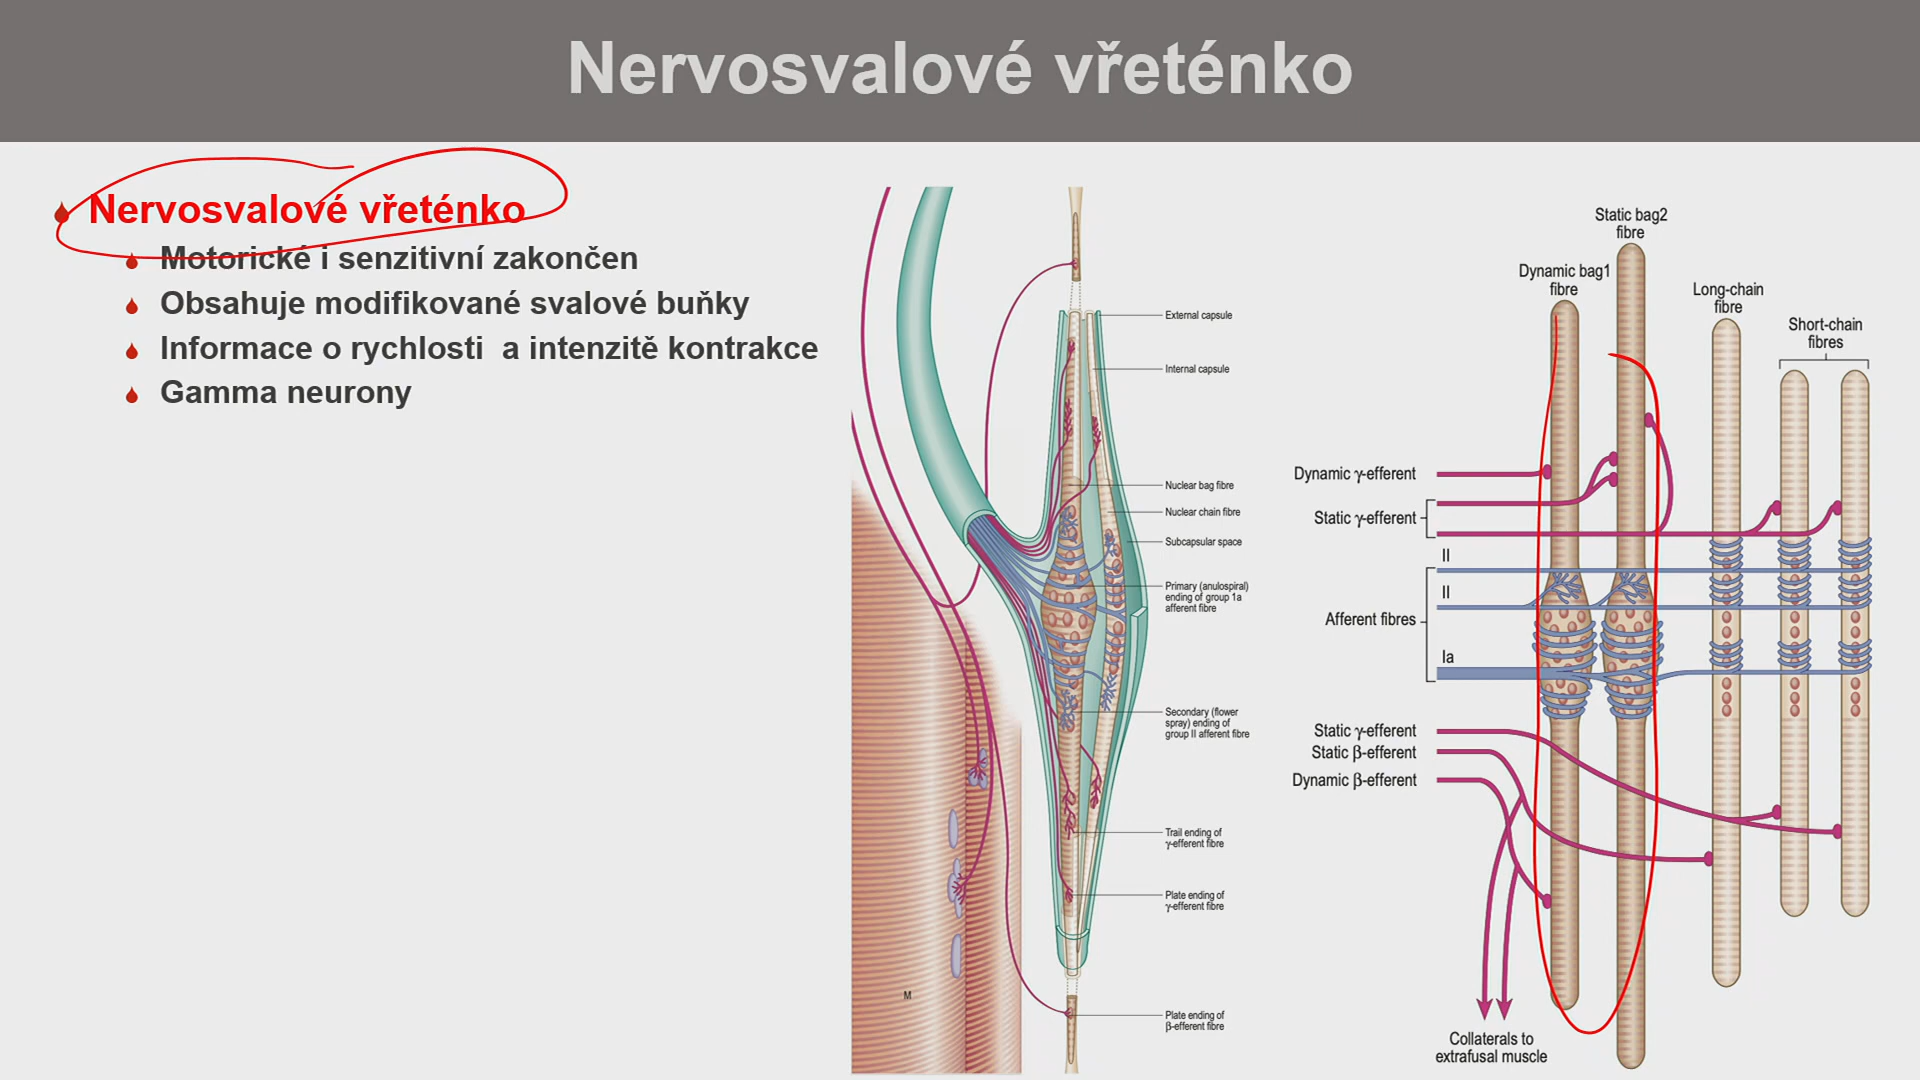 Nervosvalové vřeténko
Nervosvalové vřeténko
Motorické i senzitivní zakončen
Obsahuje modifikované svalové buňky
Informace o rychlosti a intenzitě kontrakce
Gamma neurony
External capsule
Internal capsule
Nuclear bag fibre
Nuclear chain fibre
Subcapsular space
Primary (anulospiral)
ending of group 1a
afferent fibre
Secondary (flower
spray) ending of
group II afferent fibre
Trail ending of
γ-efferent fibre
Plate ending of
γ-efferent fibre
Plate ending of
β-efferent fibre
M
Static bag2
fibre
Dynamic bag1
fibre
Long-chain
fibre
Short-chain
fibres
Dynamic γ-efferent
Static γ-efferent
II
II
Afferent fibres
Ia
Static γ-efferent
Static β-efferent
Dynamic β-efferent
Collaterals to
extrafusal muscle